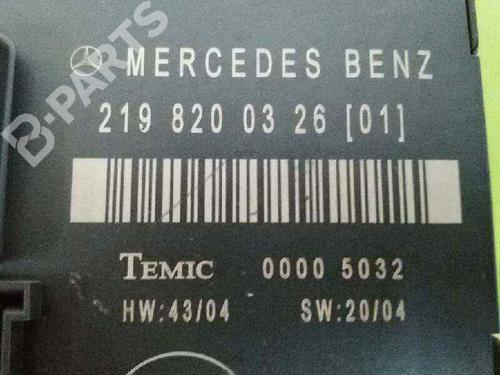 B-PARTS
MERCEDES BENZ
219 820 03 26 [01]
TEMIC 0000 5032
HW:43/04 SW:20/04